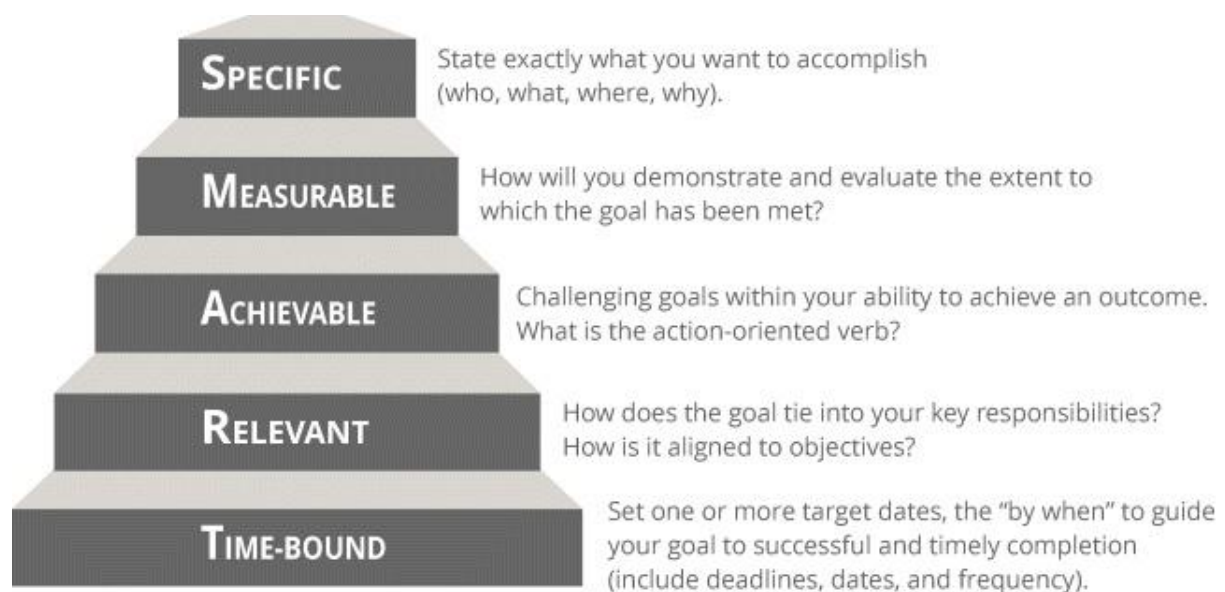 SPECIFIC
State exactly what you want to accomplish
(who, what, where, why).
MEASURABLE
How will you demonstrate and evaluate the extent to
which the goal has been met?
ACHIEVABLE
Challenging goals within your ability to achieve an outcome.
What is the action-oriented verb?
RELEVANT
How does the goal tie into your key responsibilities?
How is it aligned to objectives?
TIME-BOUND
Set one or more target dates, the “by when” to guide
your goal to successful and timely completion
(include deadlines, dates, and frequency).